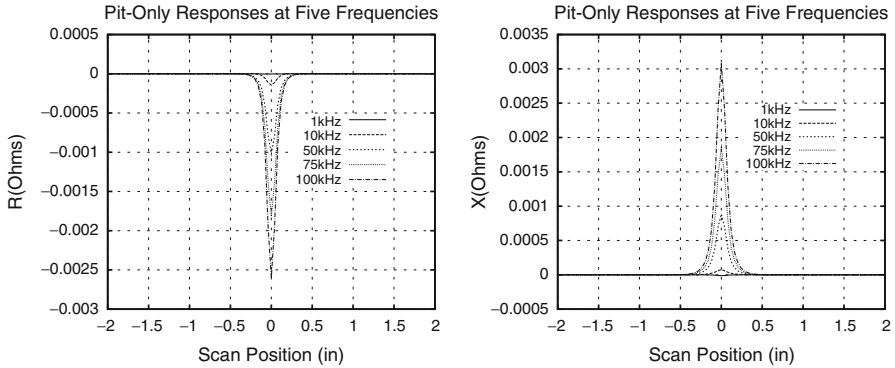 Pit-Only Responses at Five Frequencies
R(Ohms)
0.0005
0
−0.0005
−0.001
−0.0015
−0.002
−0.0025
−0.003
1kHz
10kHz
50kHz
75kHz
100kHz
−2 −1.5 −1 −0.5 0 0.5 1 1.5 2
Scan Position (in)
Pit-Only Responses at Five Frequencies
X(Ohms)
0.0035
0.003
0.0025
0.002
0.0015
0.001
0.0005
0
−0.0005
1kHz
10kHz
50kHz
75kHz
100kHz
−2 −1.5 −1 −0.5 0 0.5 1 1.5 2
Scan Position (in)